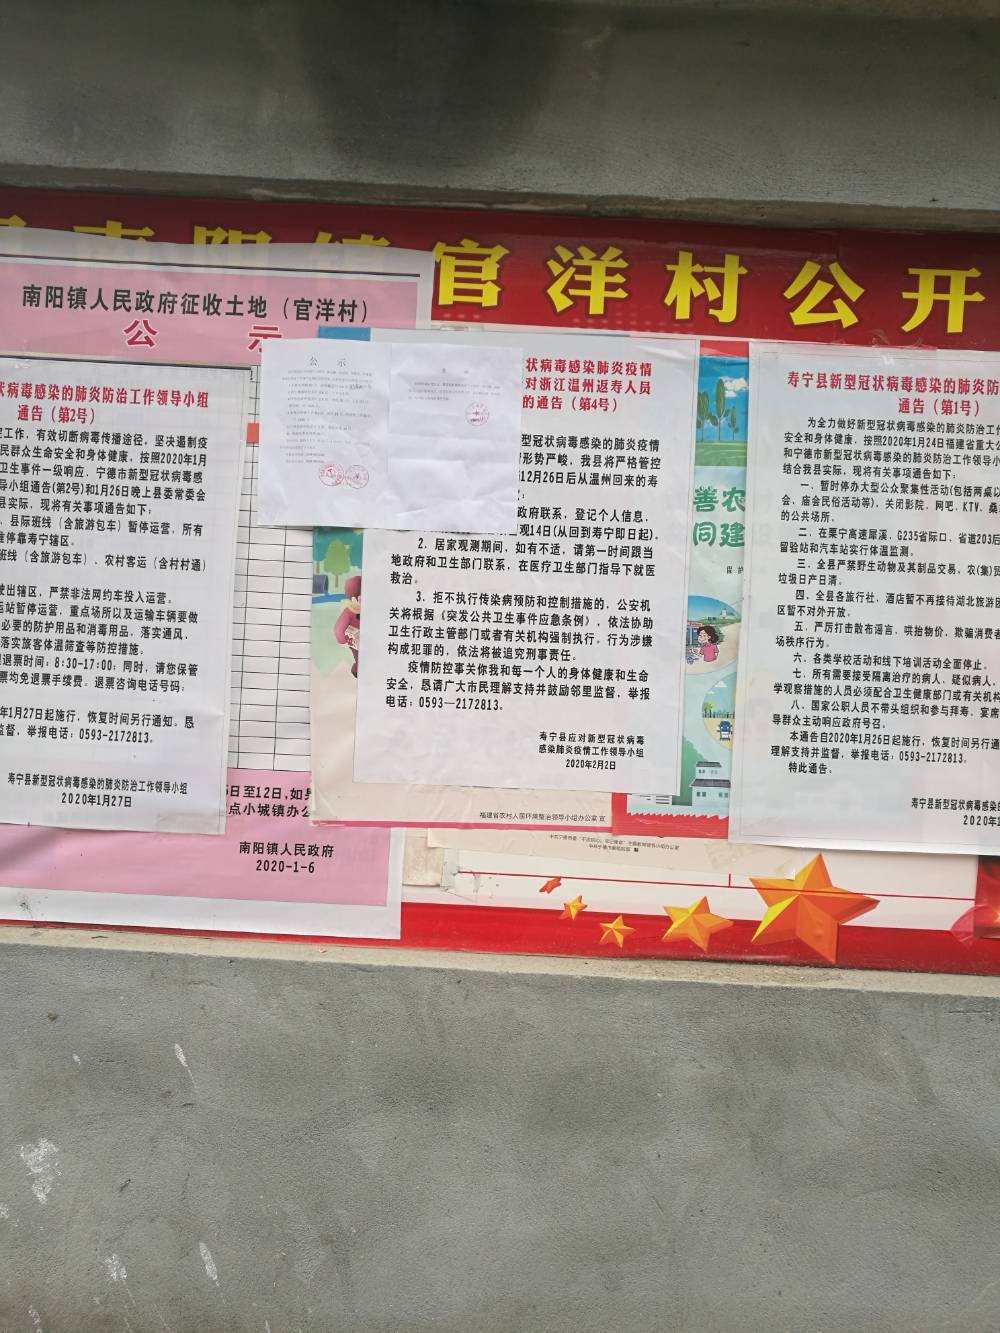 南阳镇官洋村公开
南阳镇人民政府征收土地（官洋村）
公 示
状病毒感染的肺炎防治工作领导小组
通告（第2号）
工作，有效切断病毒传播途径，坚决遏制疫
民群众生命安全和身体健康，按照2020年1月
卫生事件一级响应、宁德市新型冠状病毒感
导小组通告(第2号)和1月26日晚上县委常委会
县实际，现将有关事项通告如下：
、县际班线（含旅游包车）暂停运营，所有
停靠寿宁辖区。
班线（含旅游包车）、农村客运（含村村通）
驶出辖区，严禁非法网约车投入运营。
运站暂停运营，重点场所以及运输车辆要做
必要的防护用品和消毒用品，落实通风、
落实旅客体温筛查等防控措施。
退票时间：8:30-17:00；同时，请您保管
票均免退票手续费。退票咨询电话号码：
年1月27日起施行，恢复时间另行通知。恳
监督，举报电话：0593-2172813。
寿宁县新型冠状病毒感染的肺炎防治工作领导小组
2020年1月27日
日至12日,如
点小城镇办公
南阳镇人民政府
2020-1-6
公 示
状病毒感染肺炎疫情
对浙江温州返寿人员
的通告（第4号）
型冠状病毒感染的肺炎疫情
形势严峻，我县将严格管控
12月26日后从温州回来的寿
政府联系，登记个人信息，
观14日(从回到寿宁即日起)。
2．居家观测期间，如有不适，请第一时间跟当
地政府和卫生部门联系，在医疗卫生部门指导下就医
救治。
3．拒不执行传染病预防和控制措施的，公安机
关将根据《突发公共卫生事件应急条例》，依法协助
卫生行政主管部门或者有关机构强制执行，行为涉嫌
构成犯罪的，依法将被追究刑事责任。
疫情防控事关你我和每一个人的身体健康和生命
安全，恳请广大市民理解支持并鼓励邻里监督，举报
电话：0593—2172813。
寿宁县应对新型冠状病毒
感染肺炎疫情工作领导小组
2020年2月2日
福建省农村人居环境整治领导小组办公室 宣
善农
同建设
保护
寿宁县新型冠状病毒感染的肺炎防
通告（第1号）
为全力做好新型冠状病毒感染的肺炎防治工作
安全和身体健康，按照2020年1月24日福建省重大公
和宁德市新型冠状病毒感染的肺炎防治工作领导小
结合我县实际，现将有关事项通告如下：
一、暂时停办大型公众聚集性活动(包括两桌以
会、庙会民俗活动等)，关闭影院、网吧、KTV、桑
的公共场所。
二、在栗宁高速犀溪、G235省际口、省道203后
留验站和汽车站实行体温监测。
三、全县严禁野生动物及其制品交易，农(集)贸
垃圾日产日清。
四、全县各旅行社、酒店暂不再接待湖北旅游团
区暂不对外开放。
五、严厉打击散布谣言、哄抬物价、欺骗消费者
场秩序行为。
六、各类学校活动和线下培训活动全面停止。
七、所有需要接受隔离治疗的病人、疑似病人、
学观察措施的人员必须配合卫生健康部门或有关机构
八、国家公职人员不带头组织和参与拜寿、宴席
导群众主动响应政府号召。
本通告自2020年1月26日起施行，恢复时间另行通
理解支持并监督，举报电话：0593-2172813。
特此通告。
寿宁县新型冠状病毒感染的